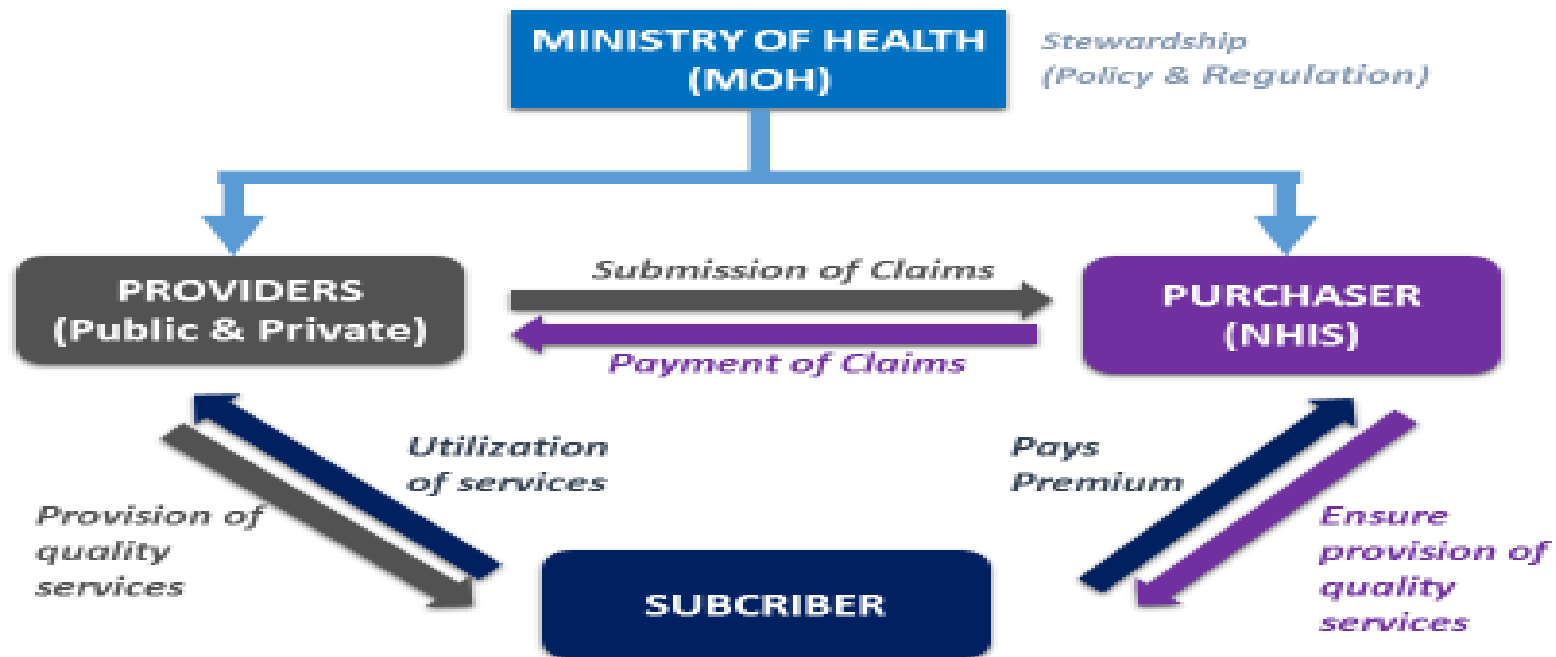 MINISTRY OF HEALTH
(MOH)
Stewardship
(Policy & Regulation)
PROVIDERS
(Public & Private)
Submission of Claims
Payment of Claims
PURCHASER
(NHIS)
Utilization
of services
Provision of
quality
services
Pays
Premium
Ensure
provision of
quality
services
SUBCRIBER